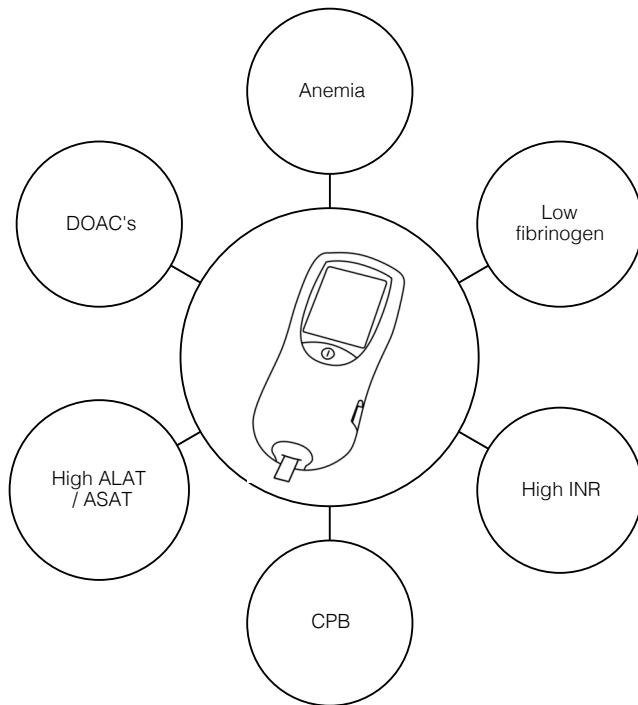 Anemia
DOAC's
Low
fibrinogen
High ALAT
/ ASAT
High INR
CPB